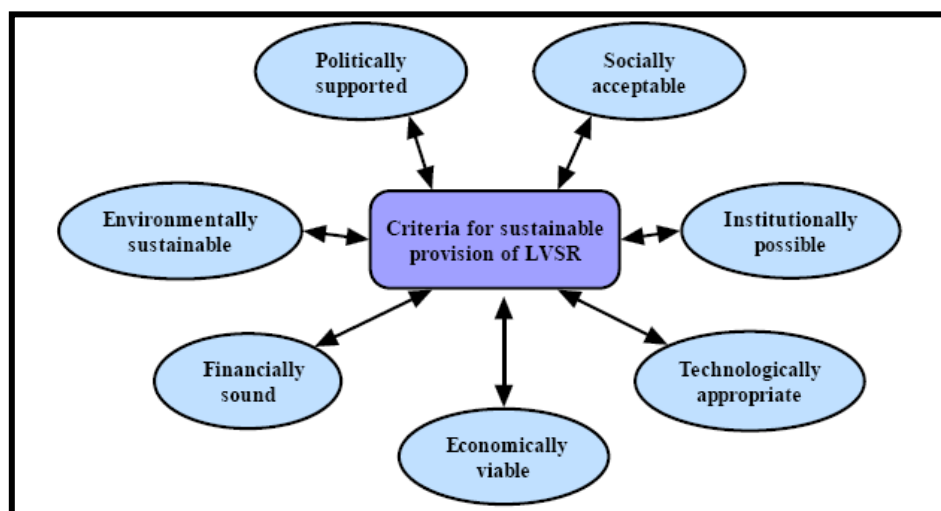 Politically
supported
Socially
acceptable
Environmentally
sustainable
Criteria for sustainable
provision of LVSR
Institutionally
possible
Financially
sound
Technologically
appropriate
Economically
viable